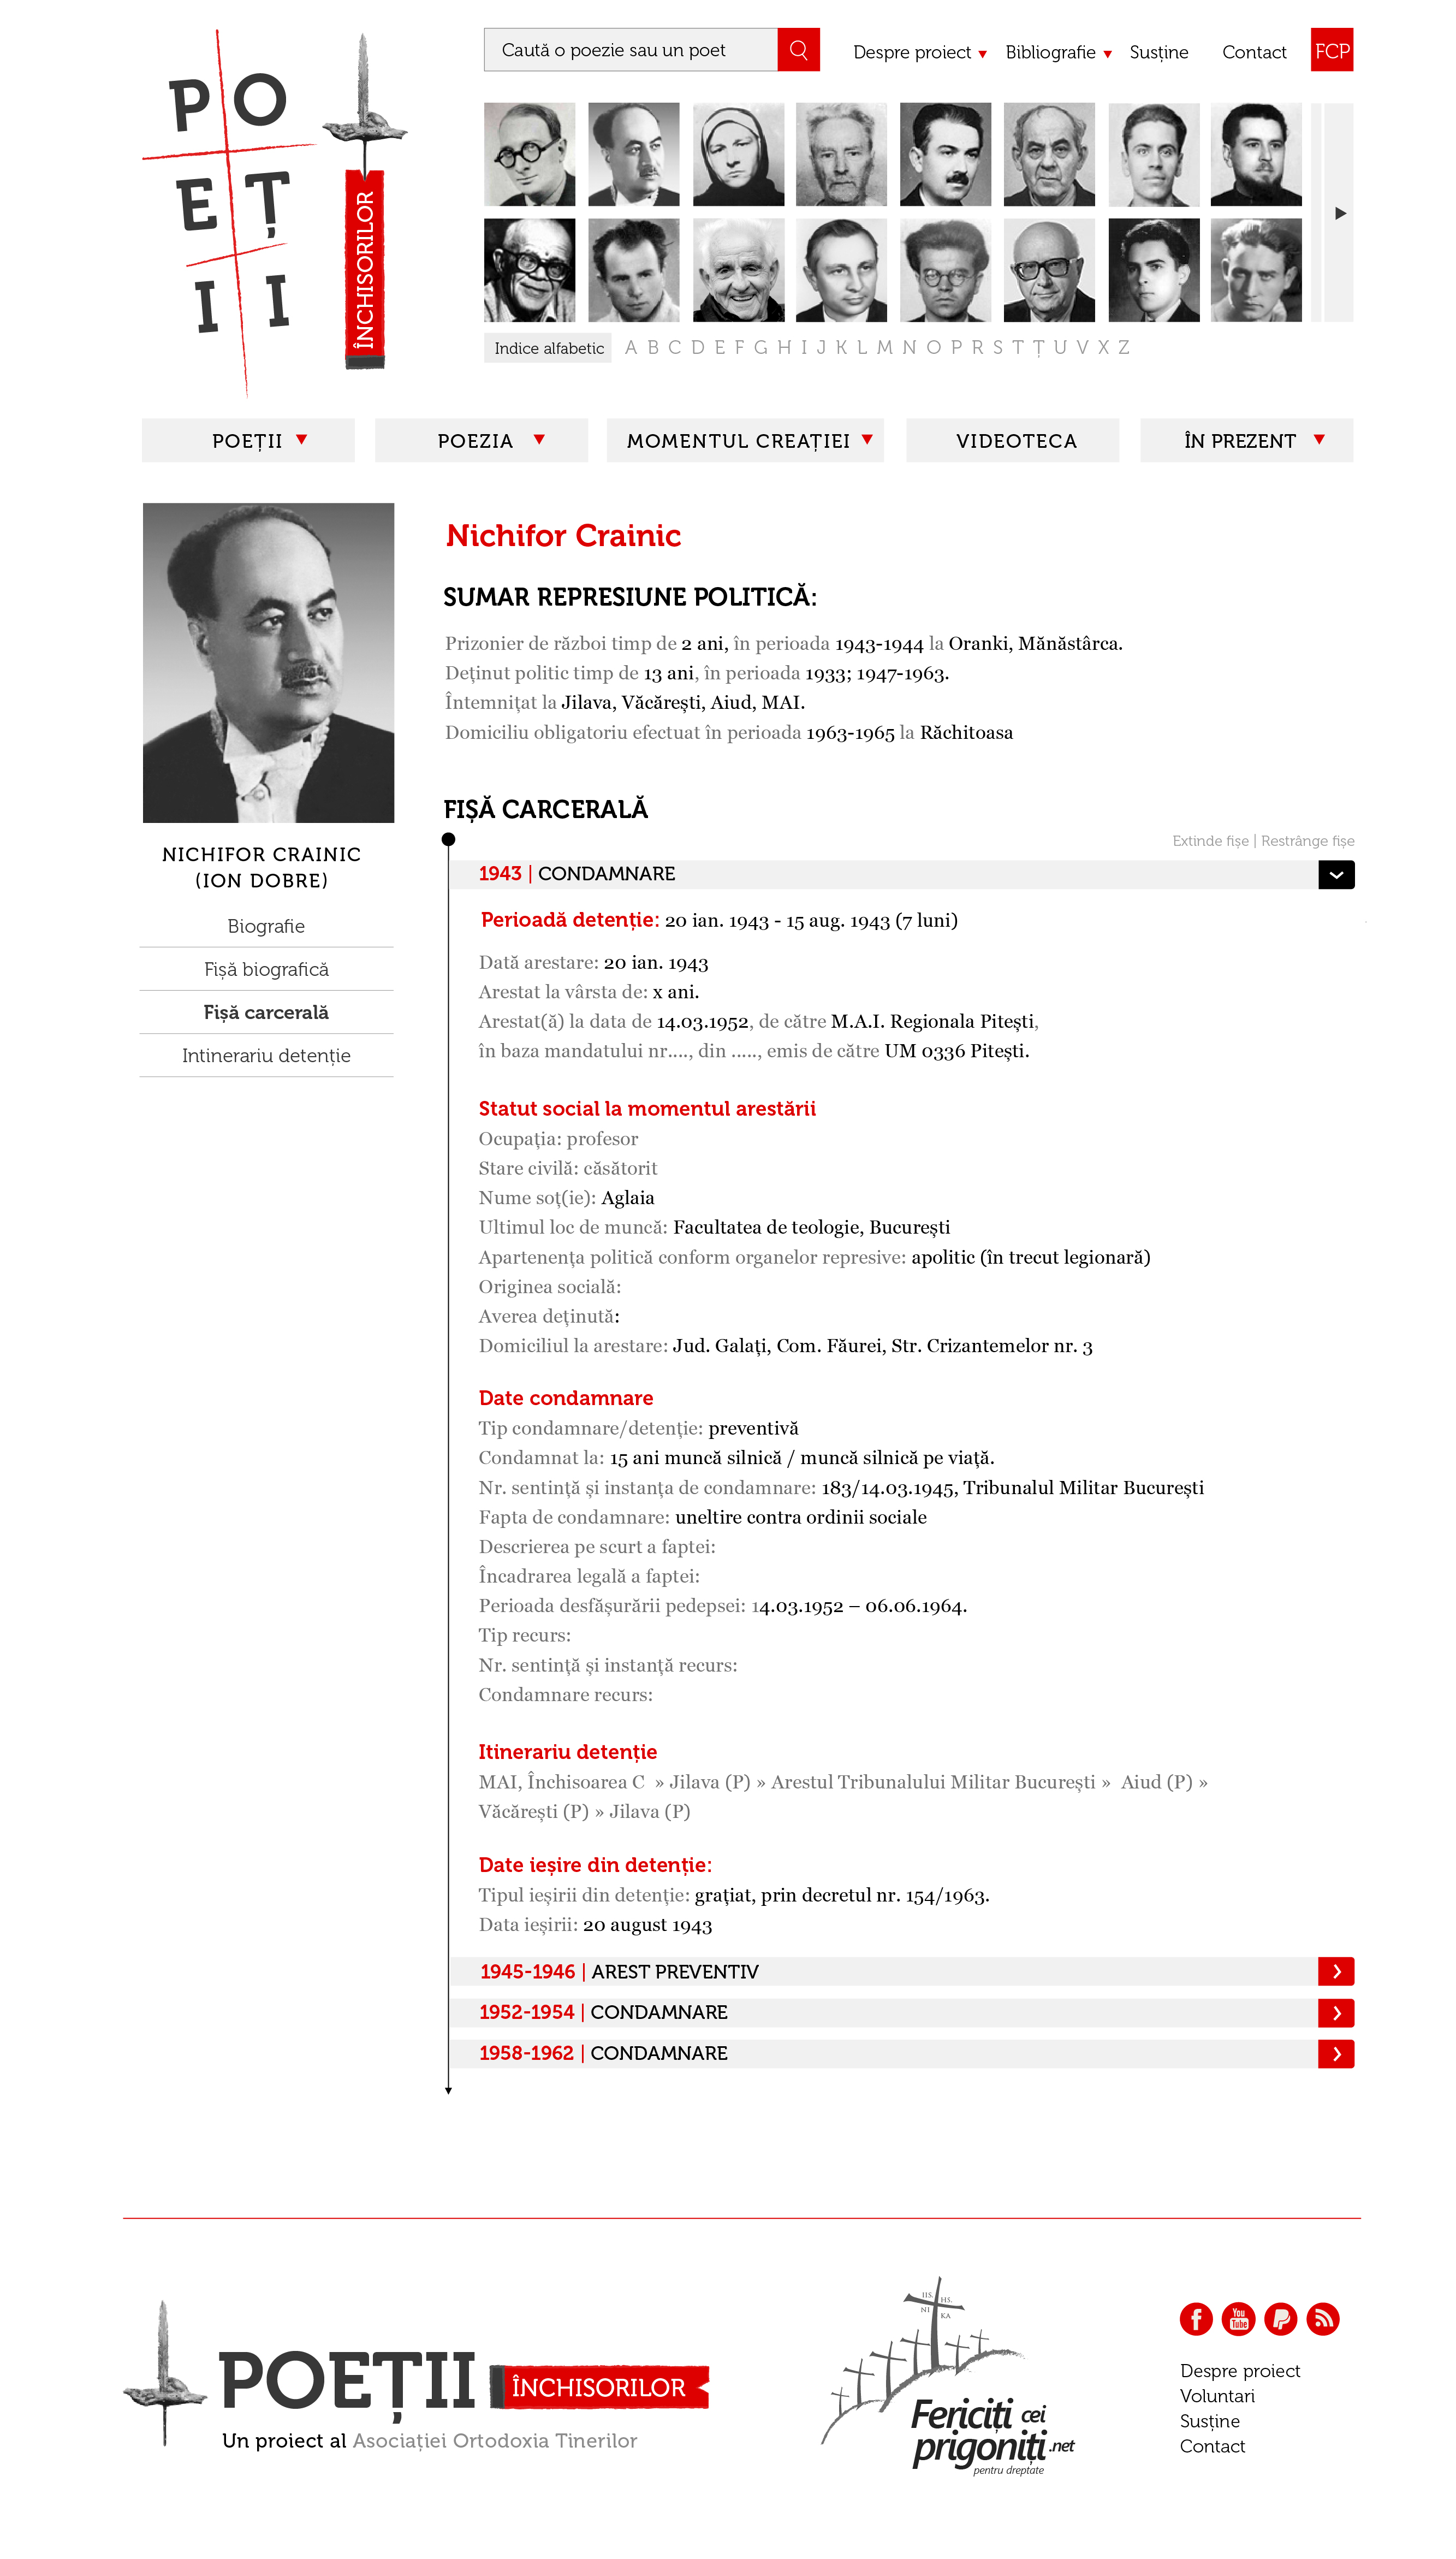 PO
EȚ
II
ÎNCHISORILOR
Caută o poezie sau un poet
Despre proiect
Bibliografie
Susține
Contact
FCP
Indice alfabetic
A B C D E F G H I J K L M N O P R S T Ț U V X Z
POEȚII
POEZIA
MOMENTUL CREAȚIEI
VIDEOTECA
ÎN PREZENT
NICHIFOR CRAINIC
(ION DOBRE)
Biografie
Fișă biografică
Fișă carcerală
Intinerariu detenție
Nichifor Crainic
SUMAR REPRESIUNE POLITICĂ:
Prizonier de război timp de 2 ani, în perioada 1943-1944 la Oranki, Mănăstârca.
Deținut politic timp de 13 ani, în perioada 1933; 1947-1963.
Întemnițat la Jilava, Văcărești, Aiud, MAI.
Domiciliu obligatoriu efectuat în perioada 1963-1965 la Răchitoasa
FIȘĂ CARCERALĂ
Extinde fișe | Restrânge fișe
1943 | CONDAMNARE
Perioadă detenție: 20 ian. 1943 - 15 aug. 1943 (7 luni)
Dată arestare: 20 ian. 1943
Arestat la vârsta de: x ani.
Arestat(ă) la data de 14.03.1952, de către M.A.I. Regionala Pitești,
în baza mandatului nr...., din ....., emis de către UM 0336 Pitești.
Statut social la momentul arestării
Ocupația: profesor
Stare civilă: căsătorit
Nume soț(ie): Aglaia
Ultimul loc de muncă: Facultatea de teologie, București
Apartenența politică conform organelor represive: apolitic (în trecut legionară)
Originea socială:
Averea deținută:
Domiciliul la arestare: Jud. Galați, Com. Făurei, Str. Crizantemelor nr. 3
Date condamnare
Tip condamnare/detenție: preventivă
Condamnat la: 15 ani muncă silnică / muncă silnică pe viață.
Nr. sentință și instanța de condamnare: 183/14.03.1945, Tribunalul Militar București
Fapta de condamnare: uneltire contra ordinii sociale
Descrierea pe scurt a faptei:
Încadrarea legală a faptei:
Perioada desfășurării pedepsei: 14.03.1952 – 06.06.1964.
Tip recurs:
Nr. sentință și instanță recurs:
Condamnare recurs:
Itinerariu detenție
MAI, Închisoarea C » Jilava (P) » Arestul Tribunalului Militar București » Aiud (P) »
Văcărești (P) » Jilava (P)
Date ieșire din detenție:
Tipul ieșirii din detenție: grațiat, prin decretul nr. 154/1963.
Data ieșirii: 20 august 1943
1945-1946 | AREST PREVENTIV
1952-1954 | CONDAMNARE
1958-1962 | CONDAMNARE
POEȚII ÎNCHISORILOR
Un proiect al Asociației Ortodoxia Tinerilor
IIS. HS.
NI KA
Fericiți cei
prigoniți .net
pentru dreptate
You
Tube
Despre proiect
Voluntari
Susține
Contact